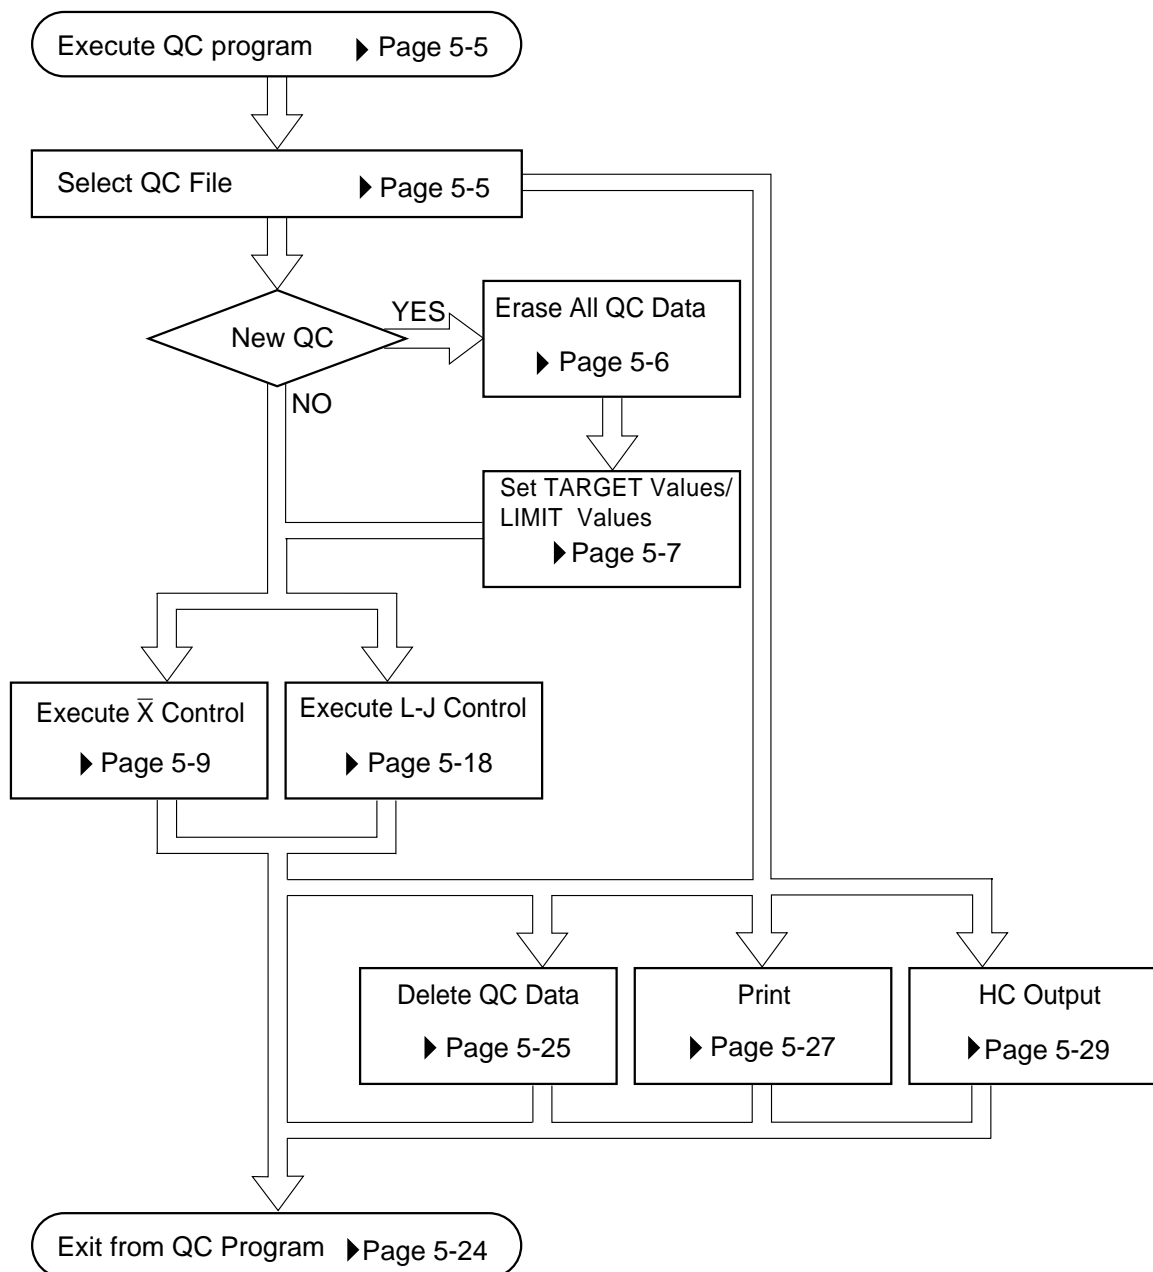 Execute QC program ▶ Page 5-5
Select QC File ▶ Page 5-5
New QC
YES
NO
Erase All QC Data
▶ Page 5-6
Set TARGET Values/
LIMIT Values
▶ Page 5-7
Execute X̅ Control
▶ Page 5-9
Execute L-J Control
▶ Page 5-18
Delete QC Data
▶ Page 5-25
Print
▶ Page 5-27
HC Output
▶ Page 5-29
Exit from QC Program ▶ Page 5-24